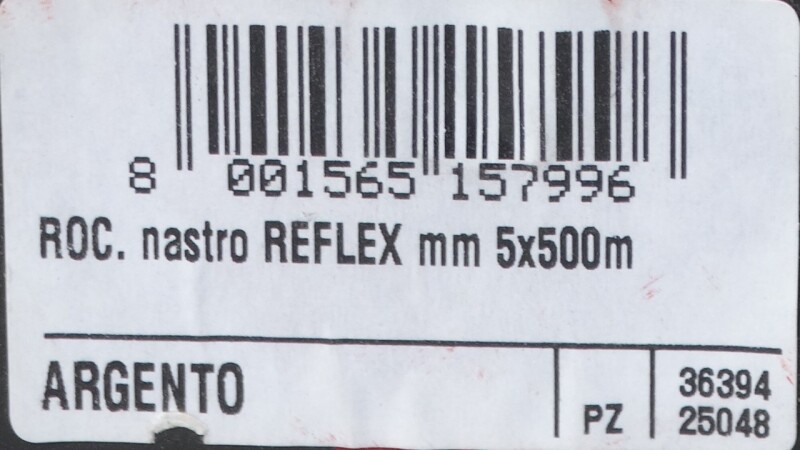 8 001565 157996
ROC. nastro REFLEX mm 5x500m
ARGENTO
PZ
36394
25048